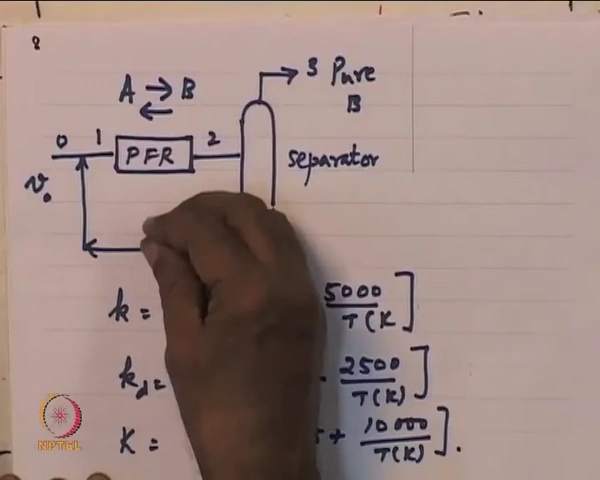 8
A → B
←
3 Pure
B
0 1 PFR 2
separator
v₀
k = 5000 / T(K ]
k_d = - 2500 / T(K) ]
K = + 10000 / T(K) ] .
NPTEL